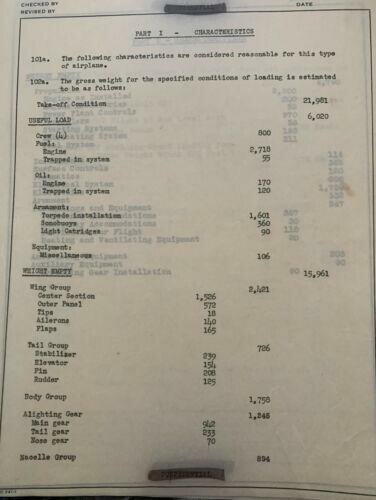 CHECKED BY
DATE
REVISED BY
PART I - CHARACTERISTICS
101a. The following characteristics are considered reasonable for this type
of airplane.
102a. The gross weight for the specified conditions of loading is estimated
to be as follows:
Take-off Condition 21,981
USEFUL LOAD 6,020
Crew (4) 800
Fuel:
Engine 2,718
Trapped in system 55
Oil:
Engine 170
Trapped in system 120
Armament:
Torpedo installation 1,601
Sonobuoys 360
Light Catridges 90
Equipment:
Miscellaneous 106
WEIGHT EMPTY 15,961
Wing Group 2,421
Center Section 1,526
Outer Panel 572
Tips 18
Ailerons 140
Flaps 165
Tail Group 726
Stabilizer 239
Elevator 154
Fin 208
Rudder 125
Body Group 1,758
Alighting Gear 1,245
Main gear 942
Tail gear 233
Nose gear 70
Nacelle Group 894
CONFIDENTIAL